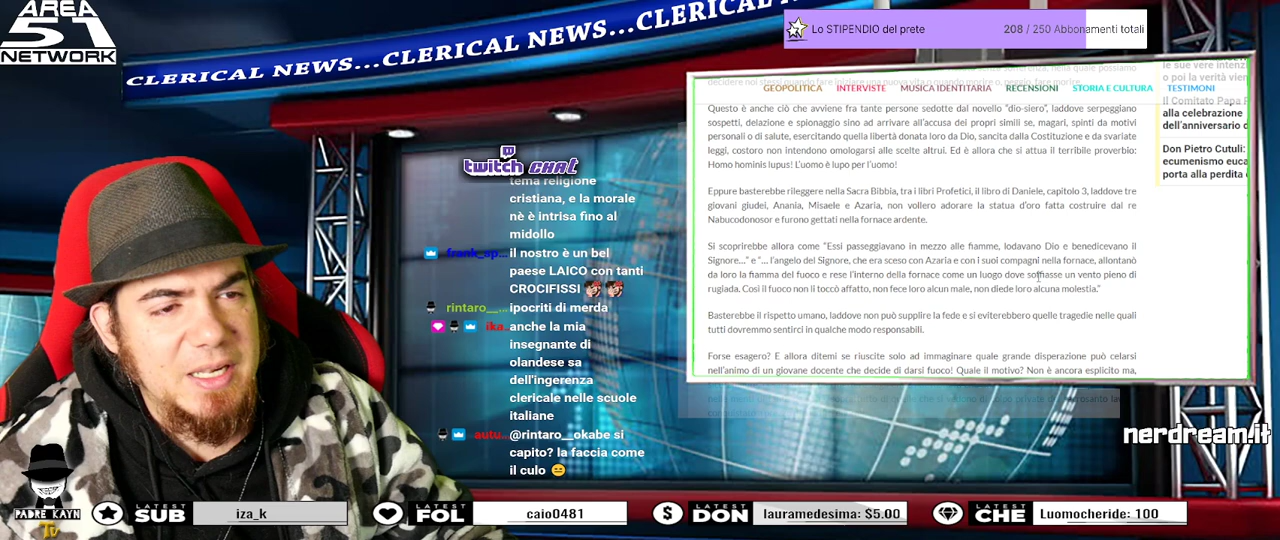 AREA
51
NETWORK
CLERICAL NEWS...CLERICAL NEWS...CLERICAL NEWS...CLERICAL
Lo STIPENDIO del prete 208 / 250 Abbonamenti totali
GEOPOLITICA INTERVISTE MUSICA IDENTITARIA RECENSIONI STORIA E CULTURA TESTIMONI
Questo è anche ciò che avviene fra tante persone sedotte dal novello “dio-siero”, laddove serpeggiano
sospetti, delazione e spionaggio sino ad arrivare all’accusa dei propri simili se, magari, spinti da motivi
personali o di salute, esercitando quella libertà donata loro da Dio, sancita dalla Costituzione e da svariate
leggi, costoro non intendono omologarsi alle scelte altrui. Ed è allora che si attua il terribile proverbio:
Homo hominis lupus! L’uomo è lupo per l’uomo!
Eppure basterebbe rileggere nella Sacra Bibbia, tra i libri Profetici, il libro di Daniele, capitolo 3, laddove tre
giovani giudei, Anania, Misaele e Azaria, non vollero adorare la statua d’oro fatta costruire dal re
Nabucodonosor e furono gettati nella fornace ardente.
Si scoprirebbe allora come “Essi passeggiavano in mezzo alle fiamme, lodavano Dio e benedicevano il
Signore...” e “... l’angelo del Signore, che era sceso con Azaria e con i suoi compagni nella fornace, allontanò
da loro la fiamma del fuoco e rese l’interno della fornace come un luogo dove soffiasse un vento pieno di
rugiada. Così il fuoco non li toccò affatto, non fece loro alcun male, non diede loro alcuna molestia.”
Basterebbe il rispetto umano, laddove non può supplire la fede e si eviterebbero quelle tragedie nelle quali
tutti dovremmo sentirci in qualche modo responsabili.
Forse esagero? E allora ditemi se riuscite solo ad immaginare quale grande disperazione può celarsi
nell’animo di un giovane docente che decide di darsi fuoco! Quale il motivo? Non è ancora esplicito ma,
le sue vere intenz
o poi la verità vien
Il Comitato Papa
alla celebrazione
dell’anniversario d
Don Pietro Cutuli:
ecumenismo euca
porta alla perdita
twitch CHAT
tema religione
cristiana, e la morale
nè è intrisa fino al
midollo
frank_ap... il nostro è un bel
paese LAICO con tanti
CROCIFISSI
rintaro__... ipocriti di merda
ika... anche la mia
insegnante di
olandese sa
dell'ingerenza
clericale nelle scuole
italiane
autu... @rintaro__okabe si
capito? la faccia come
il culo 😑
nerdream.it
PADRE KAYN
Tv
LATEST SUB iza_k
LATEST FOL caio0481
LATEST DON lauramedesima: $5.00
LATEST CHE Luomocheride: 100